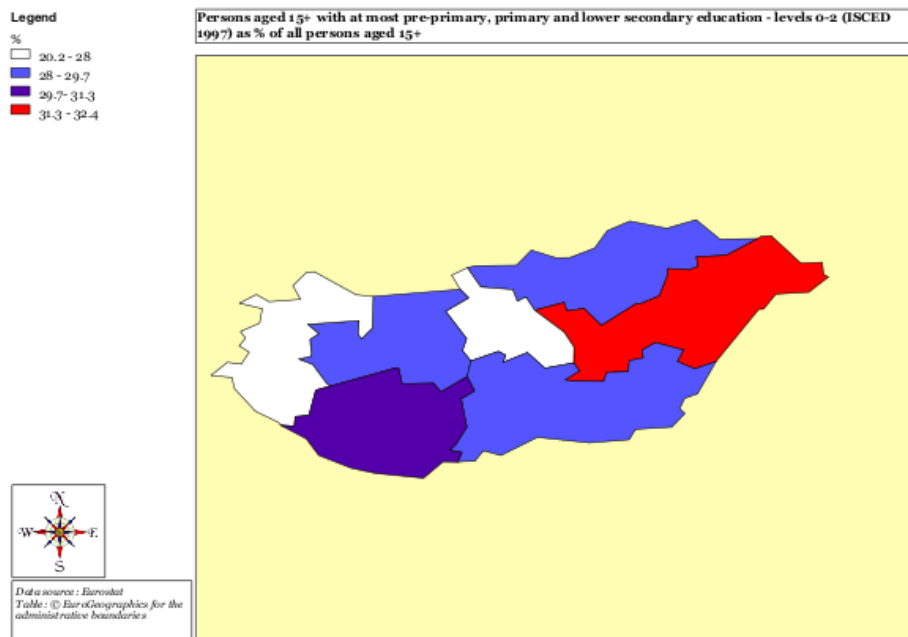 Legend
%
20.2 - 28
28 - 29.7
29.7- 31.3
31.3 - 32.4
Persons aged 15+ with at most pre-primary, primary and lower secondary education - levels 0-2 (ISCED
1997) as % of all persons aged 15+
N
W E
S
Data source : Eurostat
Table : © EuroGeographics for the
administrative boundaries